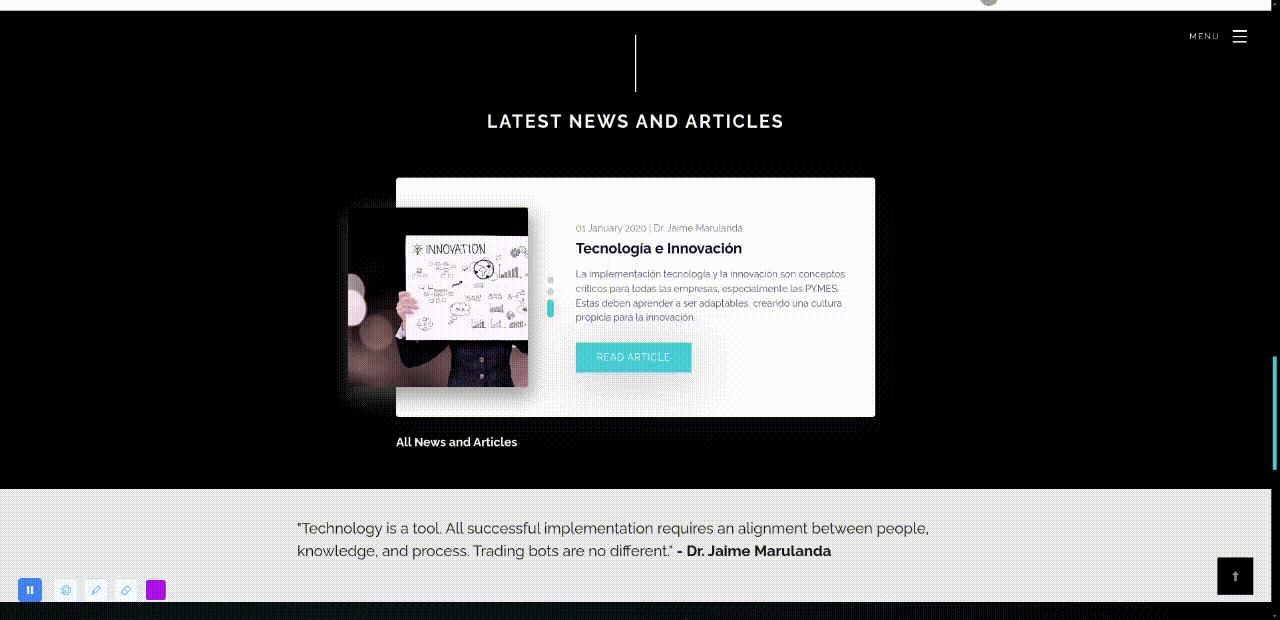 MENU
LATEST NEWS AND ARTICLES
INNOVATION
01 January 2020 | Dr. Jaime Marulanda
Tecnología e Innovación
La implementación tecnología y la innovación son conceptos
críticos para todas las empresas, especialmente las PYMES.
Estas deben aprender a ser adaptables, creando una cultura
propicia para la innovación.
READ ARTICLE
All News and Articles
"Technology is a tool. All successful implementation requires an alignment between people,
knowledge, and process. Trading bots are no different." - Dr. Jaime Marulanda